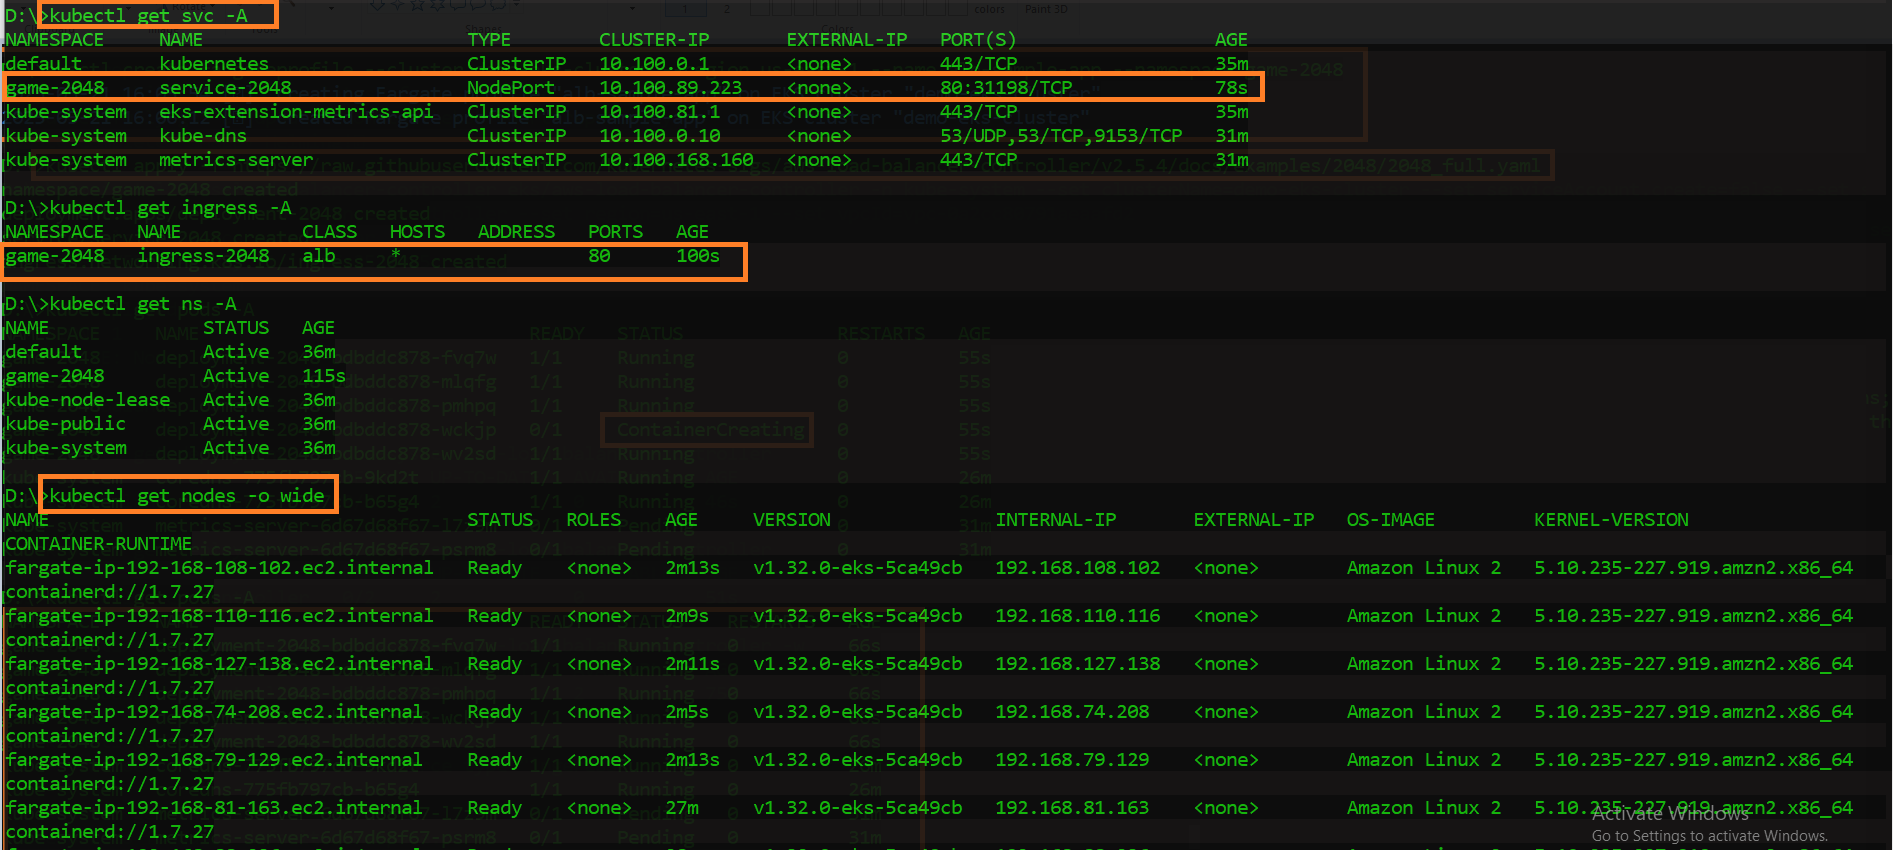 D:\>kubectl get svc -A
NAMESPACE NAME TYPE CLUSTER-IP EXTERNAL-IP PORT(S) AGE
default kubernetes ClusterIP 10.100.0.1 <none> 443/TCP 35m
game-2048 service-2048 NodePort 10.100.89.223 <none> 80:31198/TCP 78s
kube-system eks-extension-metrics-api ClusterIP 10.100.81.1 <none> 443/TCP 35m
kube-system kube-dns ClusterIP 10.100.0.10 <none> 53/UDP,53/TCP,9153/TCP 31m
kube-system metrics-server ClusterIP 10.100.168.160 <none> 443/TCP 31m
D:\>kubectl get ingress -A
NAMESPACE NAME CLASS HOSTS ADDRESS PORTS AGE
game-2048 ingress-2048 alb * 80 100s
D:\>kubectl get ns -A
NAME STATUS AGE
default Active 36m
game-2048 Active 115s
kube-node-lease Active 36m
kube-public Active 36m
kube-system Active 36m
D:\>kubectl get nodes -o wide
NAME STATUS ROLES AGE VERSION INTERNAL-IP EXTERNAL-IP OS-IMAGE KERNEL-VERSION
CONTAINER-RUNTIME
fargate-ip-192-168-108-102.ec2.internal Ready <none> 2m13s v1.32.0-eks-5ca49cb 192.168.108.102 <none> Amazon Linux 2 5.10.235-227.919.amzn2.x86_64
containerd://1.7.27
fargate-ip-192-168-110-116.ec2.internal Ready <none> 2m9s v1.32.0-eks-5ca49cb 192.168.110.116 <none> Amazon Linux 2 5.10.235-227.919.amzn2.x86_64
containerd://1.7.27
fargate-ip-192-168-127-138.ec2.internal Ready <none> 2m11s v1.32.0-eks-5ca49cb 192.168.127.138 <none> Amazon Linux 2 5.10.235-227.919.amzn2.x86_64
containerd://1.7.27
fargate-ip-192-168-74-208.ec2.internal Ready <none> 2m5s v1.32.0-eks-5ca49cb 192.168.74.208 <none> Amazon Linux 2 5.10.235-227.919.amzn2.x86_64
containerd://1.7.27
fargate-ip-192-168-79-129.ec2.internal Ready <none> 2m13s v1.32.0-eks-5ca49cb 192.168.79.129 <none> Amazon Linux 2 5.10.235-227.919.amzn2.x86_64
containerd://1.7.27
fargate-ip-192-168-81-163.ec2.internal Ready <none> 27m v1.32.0-eks-5ca49cb 192.168.81.163 <none> Amazon Linux 2 5.10.235-227.919.amzn2.x86_64
containerd://1.7.27
Activate Windows
Go to Settings to activate Windows.